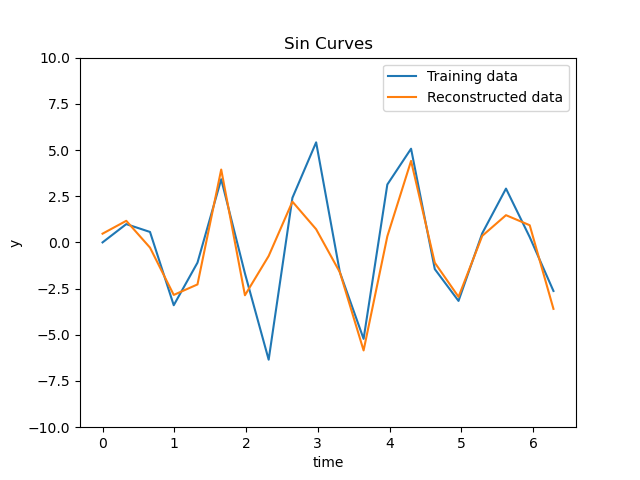 Sin Curves
Training data
Reconstructed data
y
10.0
7.5
5.0
2.5
0.0
−2.5
−5.0
−7.5
−10.0
0 1 2 3 4 5 6
time